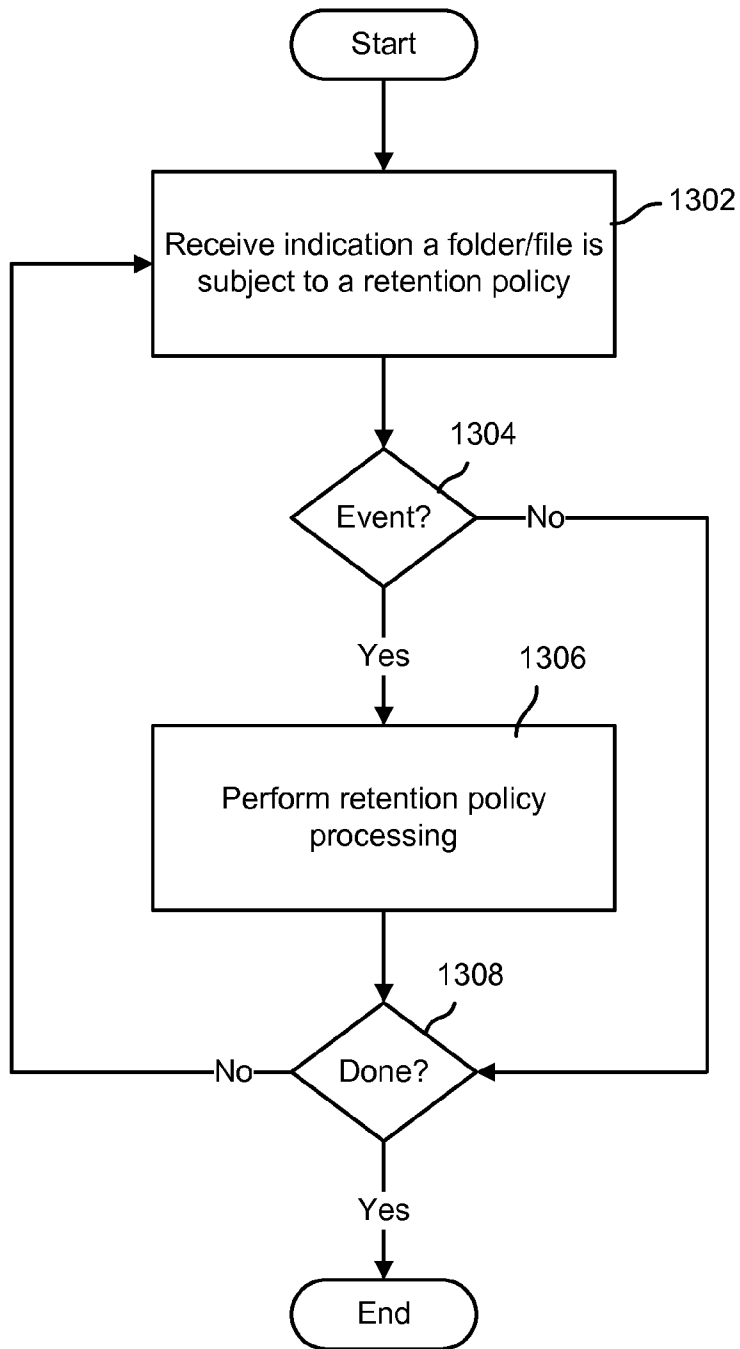 Start
1302
Receive indication a folder/file is
subject to a retention policy
1304
Event?
No
Yes
1306
Perform retention policy
processing
1308
No
Done?
Yes
End